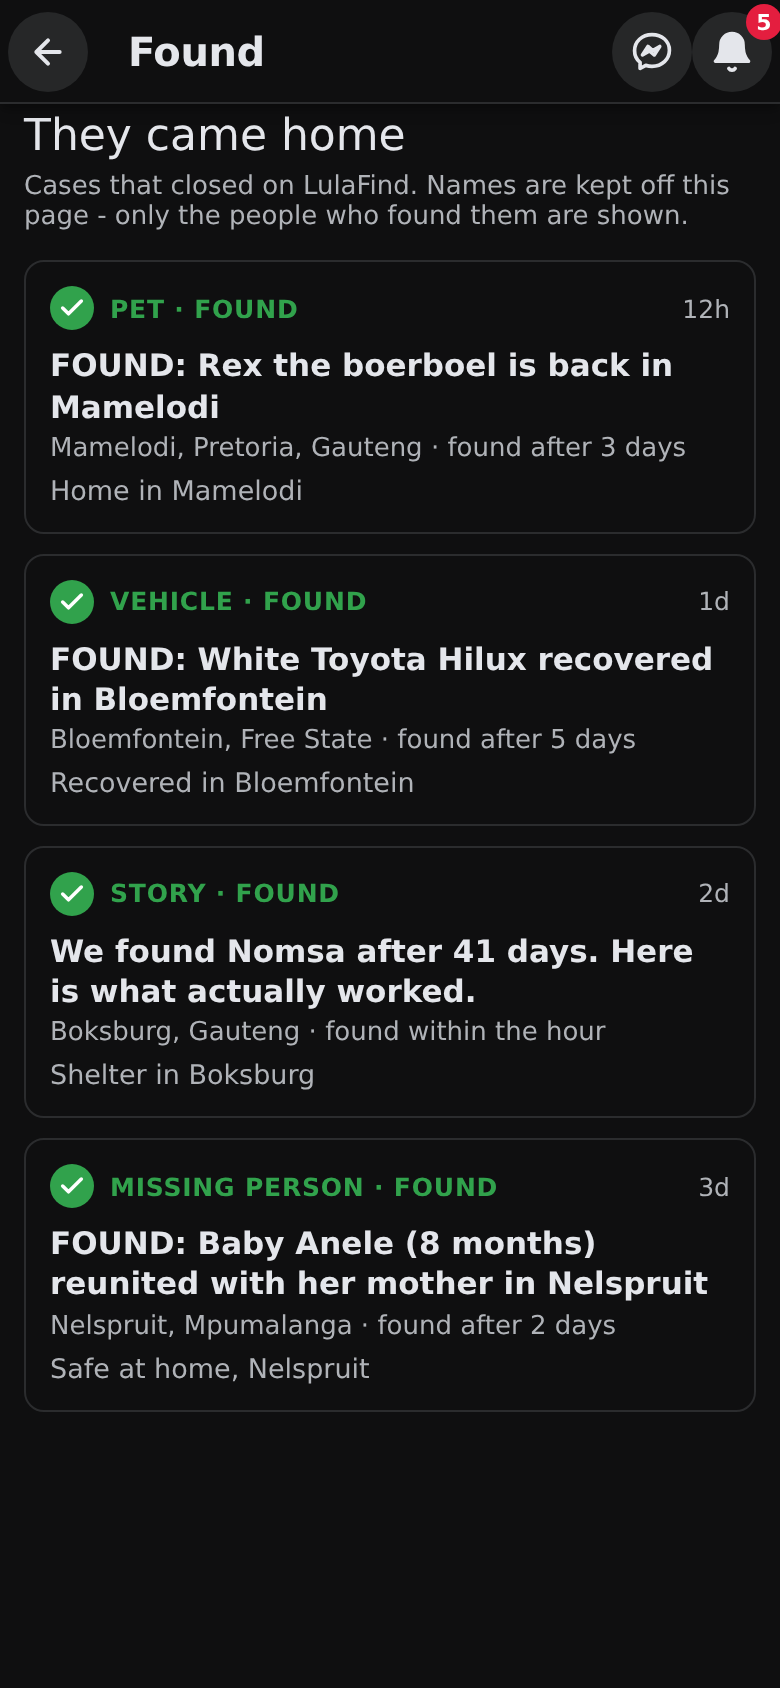 Found
5
They came home
Cases that closed on LulaFind. Names are kept off this
page - only the people who found them are shown.
PET · FOUND
12h
FOUND: Rex the boerboel is back in
Mamelodi
Mamelodi, Pretoria, Gauteng · found after 3 days
Home in Mamelodi
VEHICLE · FOUND
1d
FOUND: White Toyota Hilux recovered
in Bloemfontein
Bloemfontein, Free State · found after 5 days
Recovered in Bloemfontein
STORY · FOUND
2d
We found Nomsa after 41 days. Here
is what actually worked.
Boksburg, Gauteng · found within the hour
Shelter in Boksburg
MISSING PERSON · FOUND
3d
FOUND: Baby Anele (8 months)
reunited with her mother in Nelspruit
Nelspruit, Mpumalanga · found after 2 days
Safe at home, Nelspruit